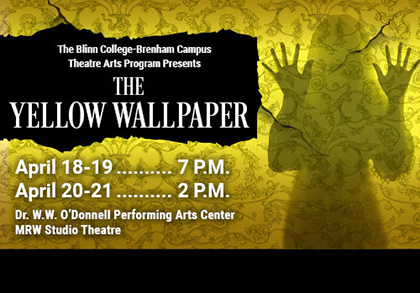 The Blinn College-Brenham Campus
Theatre Arts Program Presents
THE
YELLOW WALLPAPER
April 18-19 .......... 7 P.M.
April 20-21 .......... 2 P.M.
Dr. W.W. O'Donnell Performing Arts Center
MRW Studio Theatre